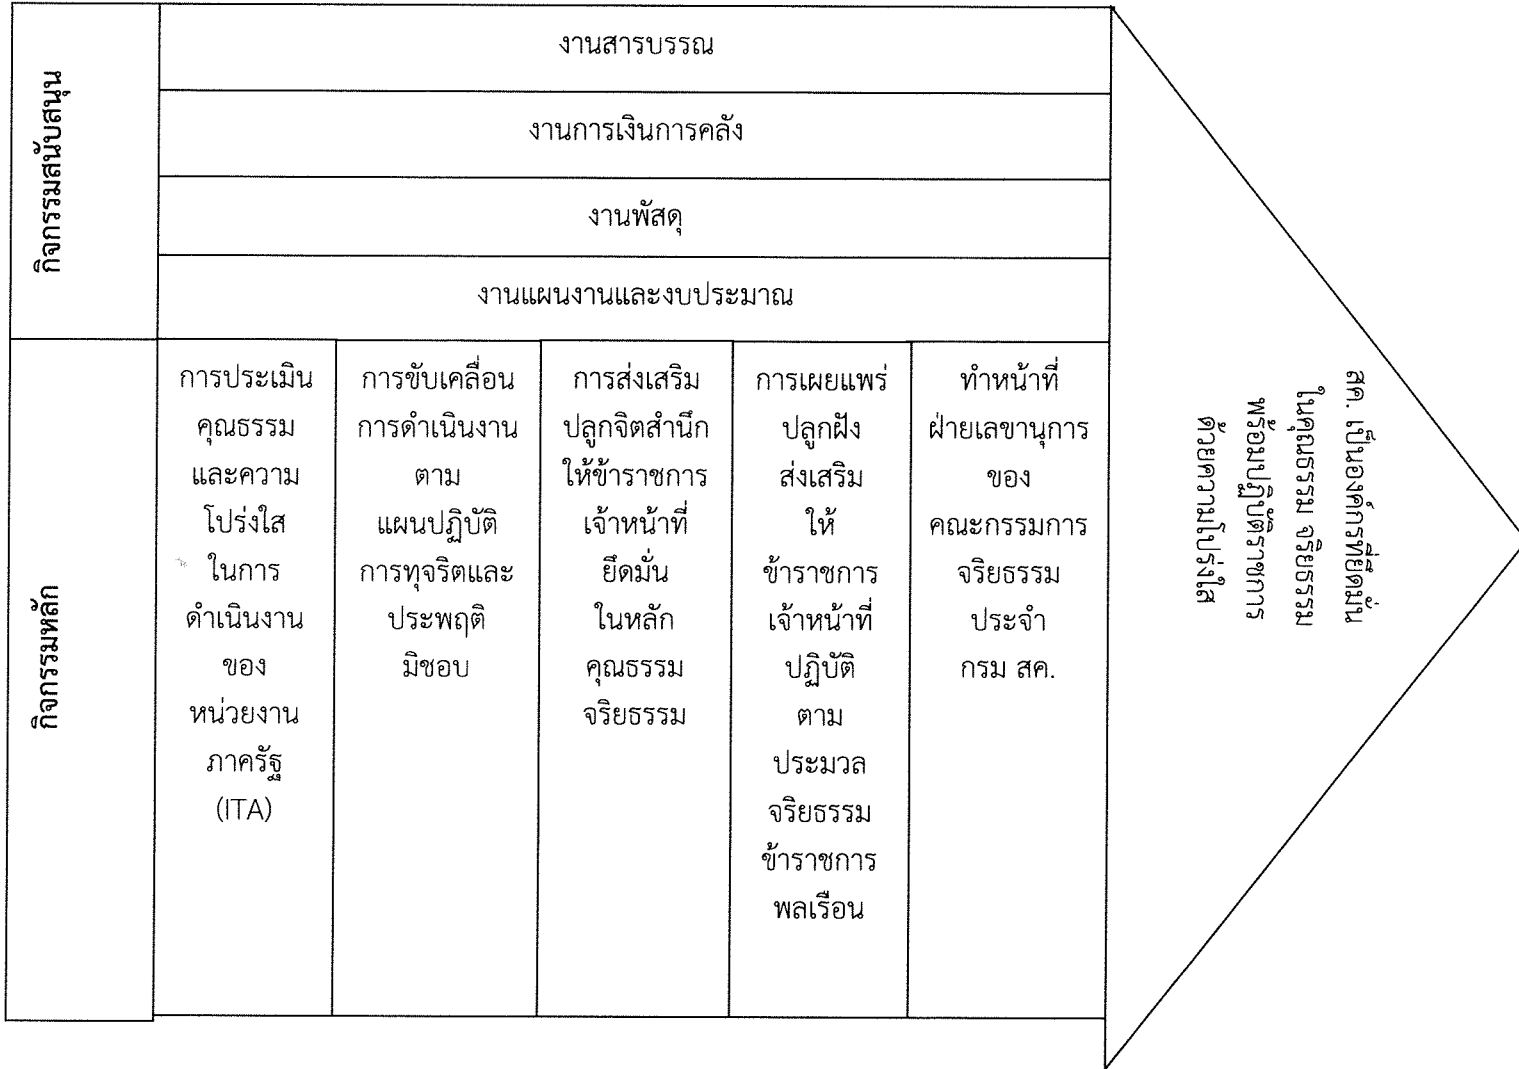 กิจกรรมสนับสนุน
งานสารบรรณ
งานการเงินการคลัง
งานพัสดุ
งานแผนงานและงบประมาณ
กิจกรรมหลัก
การประเมิน
คุณธรรม
และความ
โปร่งใส
ในการ
ดำเนินงาน
ของ
หน่วยงาน
ภาครัฐ
(ITA)
การขับเคลื่อน
การดำเนินงาน
ตาม
แผนปฏิบัติ
การทุจริตและ
ประพฤติ
มิชอบ
การส่งเสริม
ปลูกจิตสำนึก
ให้ข้าราชการ
เจ้าหน้าที่
ยึดมั่น
ในหลัก
คุณธรรม
จริยธรรม
การเผยแพร่
ปลูกฝัง
ส่งเสริม
ให้
ข้าราชการ
เจ้าหน้าที่
ปฏิบัติ
ตาม
ประมวล
จริยธรรม
ข้าราชการ
พลเรือน
ทำหน้าที่
ฝ่ายเลขานุการ
ของ
คณะกรรมการ
จริยธรรม
ประจำ
กรม สค.
สค. เป็นองค์กรที่ยึดมั่น
ในคุณธรรม จริยธรรม
พร้อมปฏิบัติราชการ
ด้วยความโปร่งใส